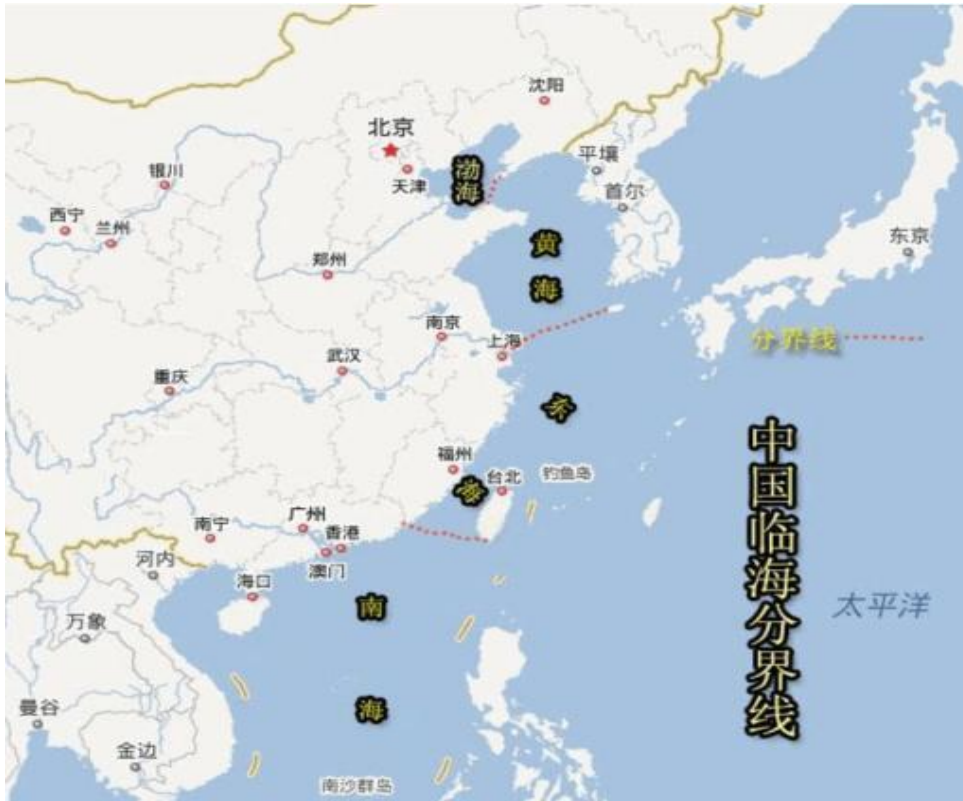 沈阳
北京
天津
渤海
平壤
首尔
银川
西宁
兰州
东京
黄海
郑州
南京
上海
分界线
武汉
重庆
东海
中国临海分界线
福州
台北
钓鱼岛
南宁
广州
香港
澳门
河内
海口
南海
太平洋
万象
曼谷
金边
南沙群岛